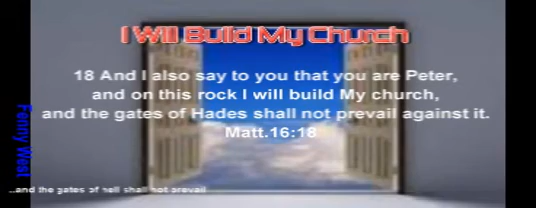 I Will Build My Church
18 And I also say to you that you are Peter,
and on this rock I will build My church,
and the gates of Hades shall not prevail against it.
Matt.16:18
Fenny West
...and the gates of hell shall not prevail